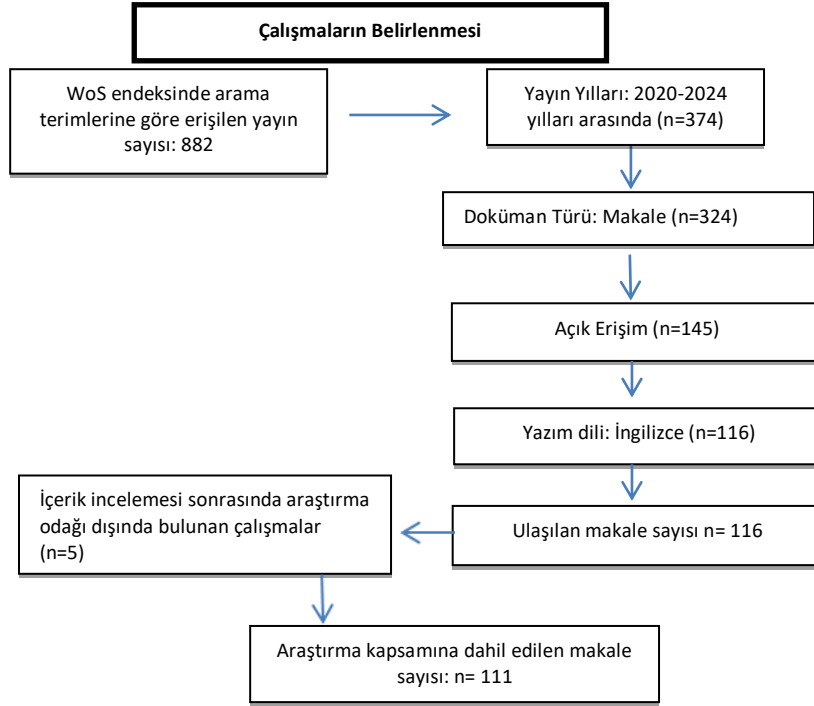 Çalışmaların Belirlenmesi
WoS endeksinde arama
terimlerine göre erişilen yayın
sayısı: 882
Yayın Yılları: 2020-2024
yılları arasında (n=374)
Doküman Türü: Makale (n=324)
Açık Erişim (n=145)
Yazım dili: İngilizce (n=116)
Ulaşılan makale sayısı n= 116
İçerik incelemesi sonrasında araştırma
odağı dışında bulunan çalışmalar
(n=5)
Araştırma kapsamına dahil edilen makale
sayısı: n= 111